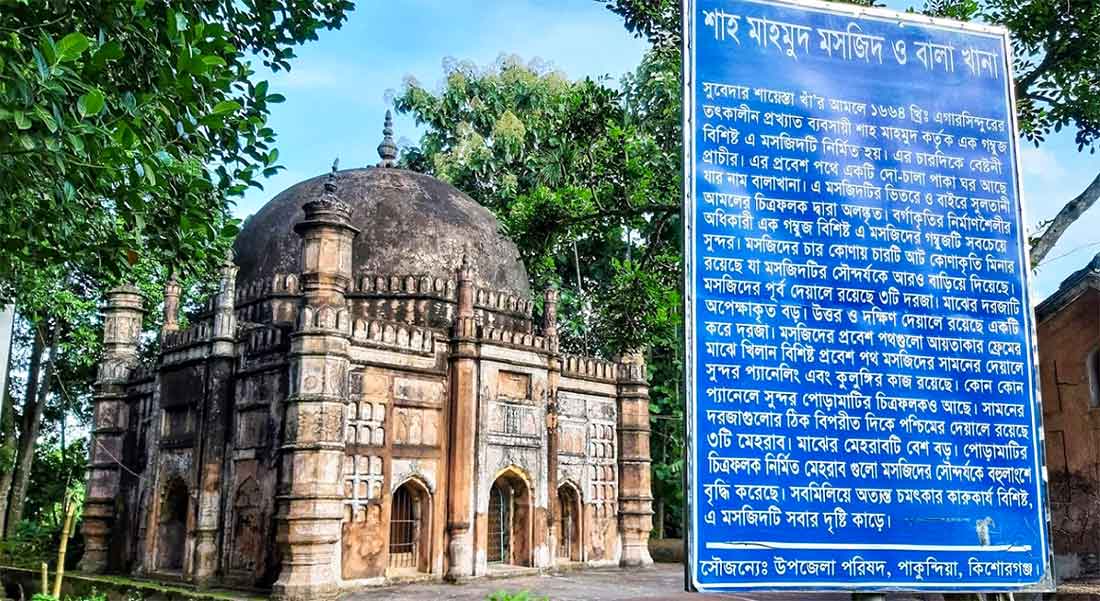 শাহ মাহমুদ মসজিদ ও বালা খানা
সুবেদার শায়েস্তা খাঁ'র আমলে ১৬৬৪ খ্রিঃ এগারসিন্দুরের
তৎকালীন প্রখ্যাত ব্যবসায়ী শাহ মাহমুদ কর্তৃক এক গম্বুজ
বিশিষ্ট এ মসজিদটি নির্মিত হয়। এর চারদিকে বেষ্টনী
প্রাচীর। এর প্রবেশ পথে একটি দো-চালা পাকা ঘর আছে
যার নাম বালাখানা। এ মসজিদটির ভিতরে ও বাইরে সুলতানী
আমলের চিত্রফলক দ্বারা অলঙ্কৃত। বর্গাকৃতির নির্মাণশৈলীর
অধিকারী এক গম্বুজ বিশিষ্ট এ মসজিদের গম্বুজটি সবচেয়ে
সুন্দর। মসজিদের চার কোণায় চারটি আট কোণাকৃতি মিনার
রয়েছে যা মসজিদটির সৌন্দর্যকে আরও বাড়িয়ে দিয়েছে।
মসজিদের পূর্ব দেয়ালে রয়েছে ৩টি দরজা। মাঝের দরজাটি
অপেক্ষাকৃত বড়। উত্তর ও দক্ষিণ দেয়ালে রয়েছে একটি
করে দরজা। মসজিদের প্রবেশ পথগুলো আয়তাকার ফ্রেমের
মাঝে খিলান বিশিষ্ট প্রবেশ পথ মসজিদের সামনের দেয়ালে
সুন্দর প্যানেলিং এবং কুলুঙ্গির কাজ রয়েছে। কোন কোন
প্যানেলে সুন্দর পোড়ামাটির চিত্রফলকও আছে। সামনের
দরজাগুলোর ঠিক বিপরীত দিকে পশ্চিমের দেয়ালে রয়েছে
৩টি মেহরাব। মাঝের মেহরাবটি বেশ বড়। পোড়ামাটির
চিত্রফলক নির্মিত মেহরাব গুলো মসজিদের সৌন্দর্যকে বহুলাংশে
বৃদ্ধি করেছে। সবমিলিয়ে অত্যন্ত চমৎকার কারুকার্য বিশিষ্ট,
এ মসজিদটি সবার দৃষ্টি কাড়ে।
সৌজন্যেঃ উপজেলা পরিষদ, পাকুন্দিয়া, কিশোরগঞ্জ।